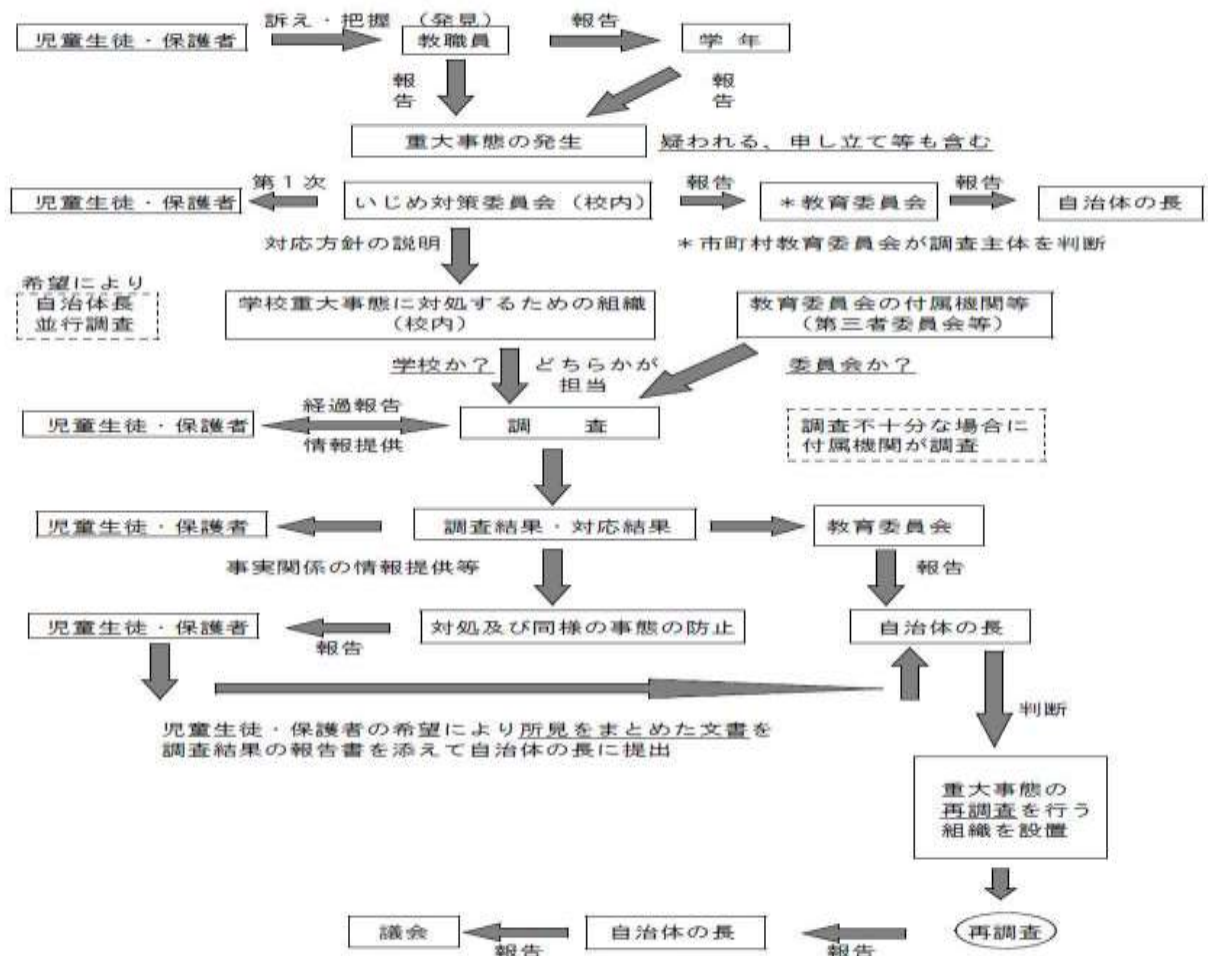 訴え・把握（発見）
報告
児童生徒・保護者
教職員
学年
報告
報告
重大事態の発生
疑われる、申し立て等も含む
第１次
報告
報告
児童生徒・保護者
いじめ対策委員会（校内）
＊教育委員会
自治体の長
対応方針の説明
＊市町村教育委員会が調査主体を判断
希望により
自治体長
並行調査
学校重大事態に対処するための組織
（校内）
教育委員会の付属機関等
（第三者委員会等）
学校か？
どちらかが
担当
委員会か？
経過報告
児童生徒・保護者
調　査
情報提供
調査不十分な場合に
付属機関が調査
児童生徒・保護者
調査結果・対応結果
教育委員会
事実関係の情報提供等
報告
児童生徒・保護者
対処及び同様の事態の防止
自治体の長
報告
判断
児童生徒・保護者の希望により所見をまとめた文書を
調査結果の報告書を添えて自治体の長に提出
重大事態の
再調査を行う
組織を設置
議会
自治体の長
再調査
報告
報告